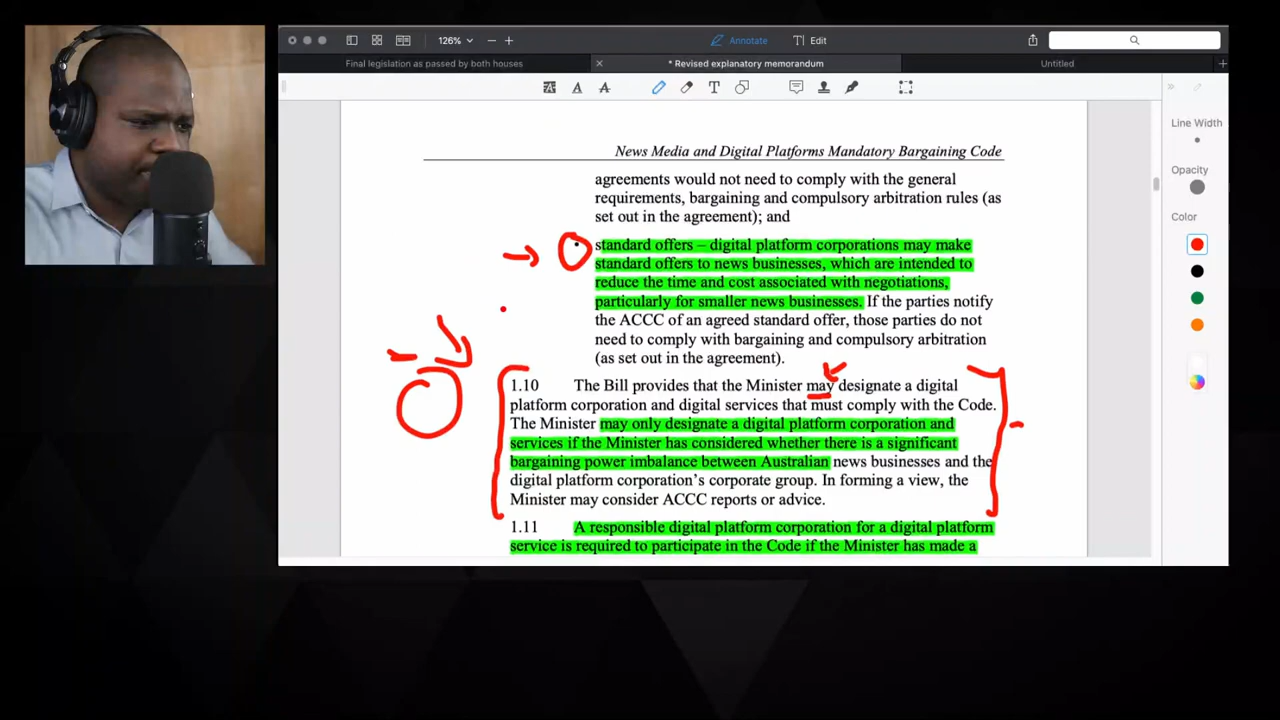 126%
Annotate
Edit
Final legislation as passed by both houses
* Revised explanatory memorandum
Untitled
Line Width
Opacity
Color
News Media and Digital Platforms Mandatory Bargaining Code
agreements would not need to comply with the general
requirements, bargaining and compulsory arbitration rules (as
set out in the agreement); and
• standard offers – digital platform corporations may make
standard offers to news businesses, which are intended to
reduce the time and cost associated with negotiations,
particularly for smaller news businesses. If the parties notify
the ACCC of an agreed standard offer, those parties do not
need to comply with bargaining and compulsory arbitration
(as set out in the agreement).
1.10 The Bill provides that the Minister may designate a digital
platform corporation and digital services that must comply with the Code.
The Minister may only designate a digital platform corporation and
services if the Minister has considered whether there is a significant
bargaining power imbalance between Australian news businesses and the
digital platform corporation's corporate group. In forming a view, the
Minister may consider ACCC reports or advice.
1.11 A responsible digital platform corporation for a digital platform
service is required to participate in the Code if the Minister has made a